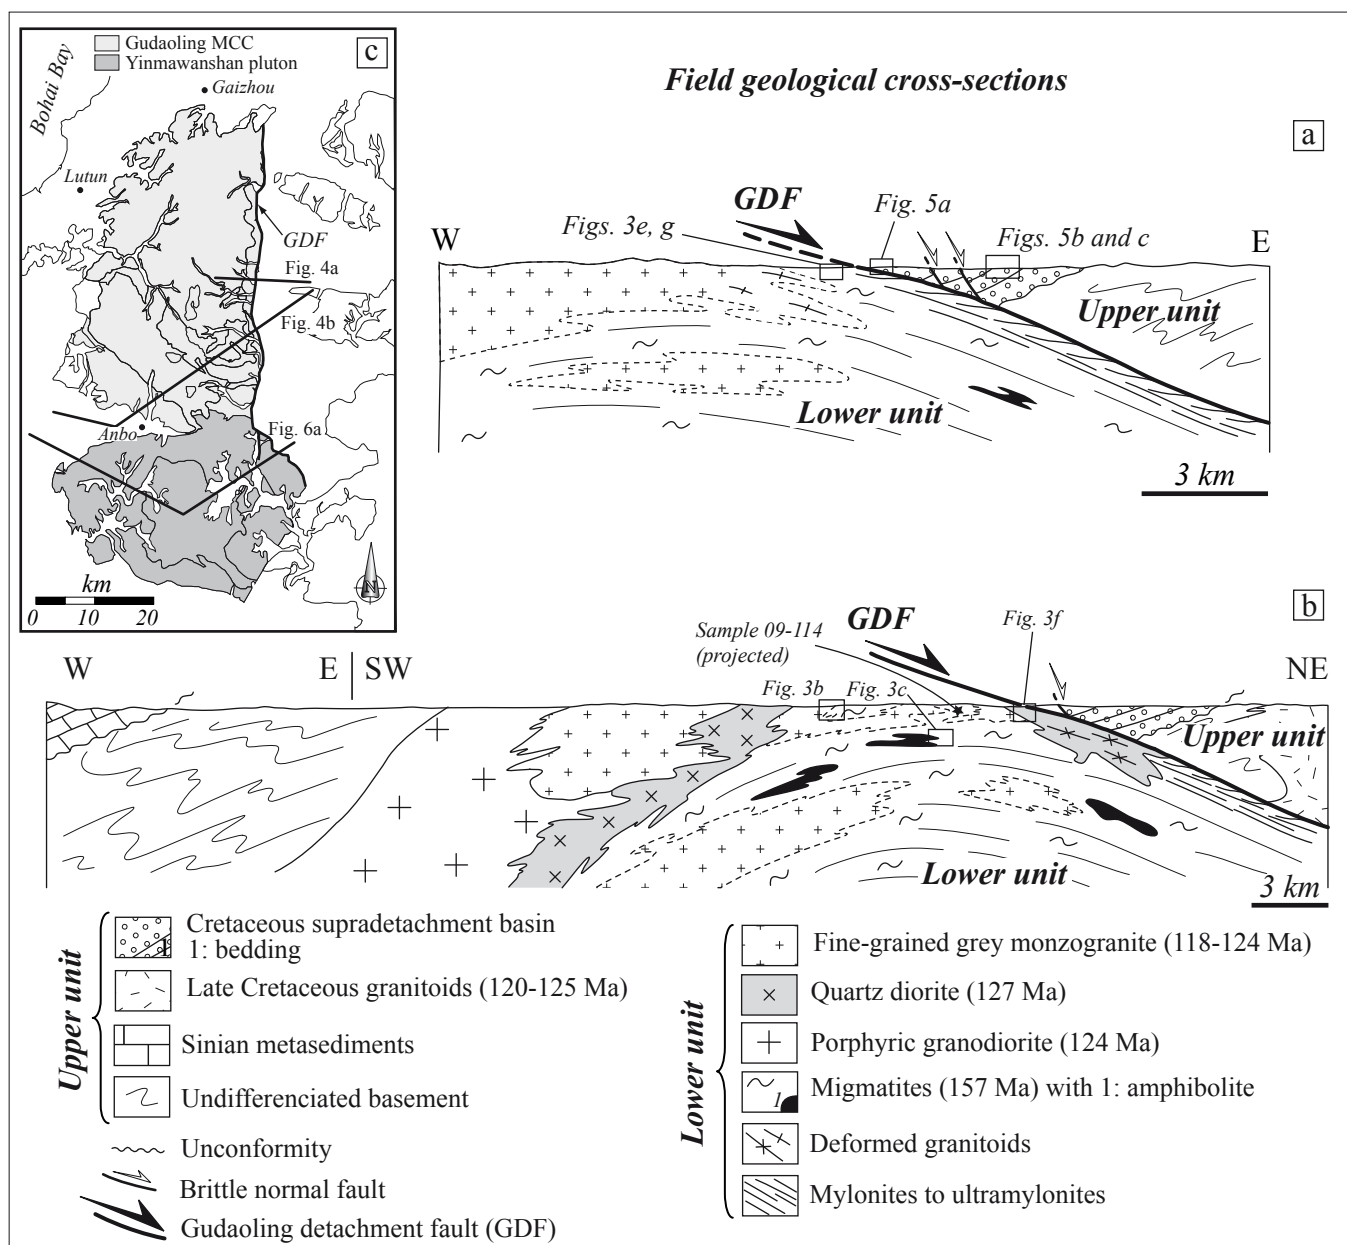 Gudaoling MCC
Yinmawanshan pluton
c
Bohai Bay
Gaizhou
Lutun
GDF
Fig. 4a
Fig. 4b
Anbo
Fig. 6a
km
0 10 20
N
Field geological cross-sections
a
GDF
Fig. 5a
Figs. 3e, g
Figs. 5b and c
W
E
Upper unit
Lower unit
3 km
b
GDF
Fig. 3f
Sample 09-114
(projected)
W
E
SW
NE
Fig. 3b
Fig. 3c
Upper unit
Lower unit
3 km
Upper unit
1
Cretaceous supradetachment basin
1: bedding
Late Cretaceous granitoids (120-125 Ma)
Sinian metasediments
Undifferenciated basement
Unconformity
Brittle normal fault
Gudaoling detachment fault (GDF)
Lower unit
Fine-grained grey monzogranite (118-124 Ma)
Quartz diorite (127 Ma)
Porphyric granodiorite (124 Ma)
1
Migmatites (157 Ma) with 1: amphibolite
Deformed granitoids
Mylonites to ultramylonites